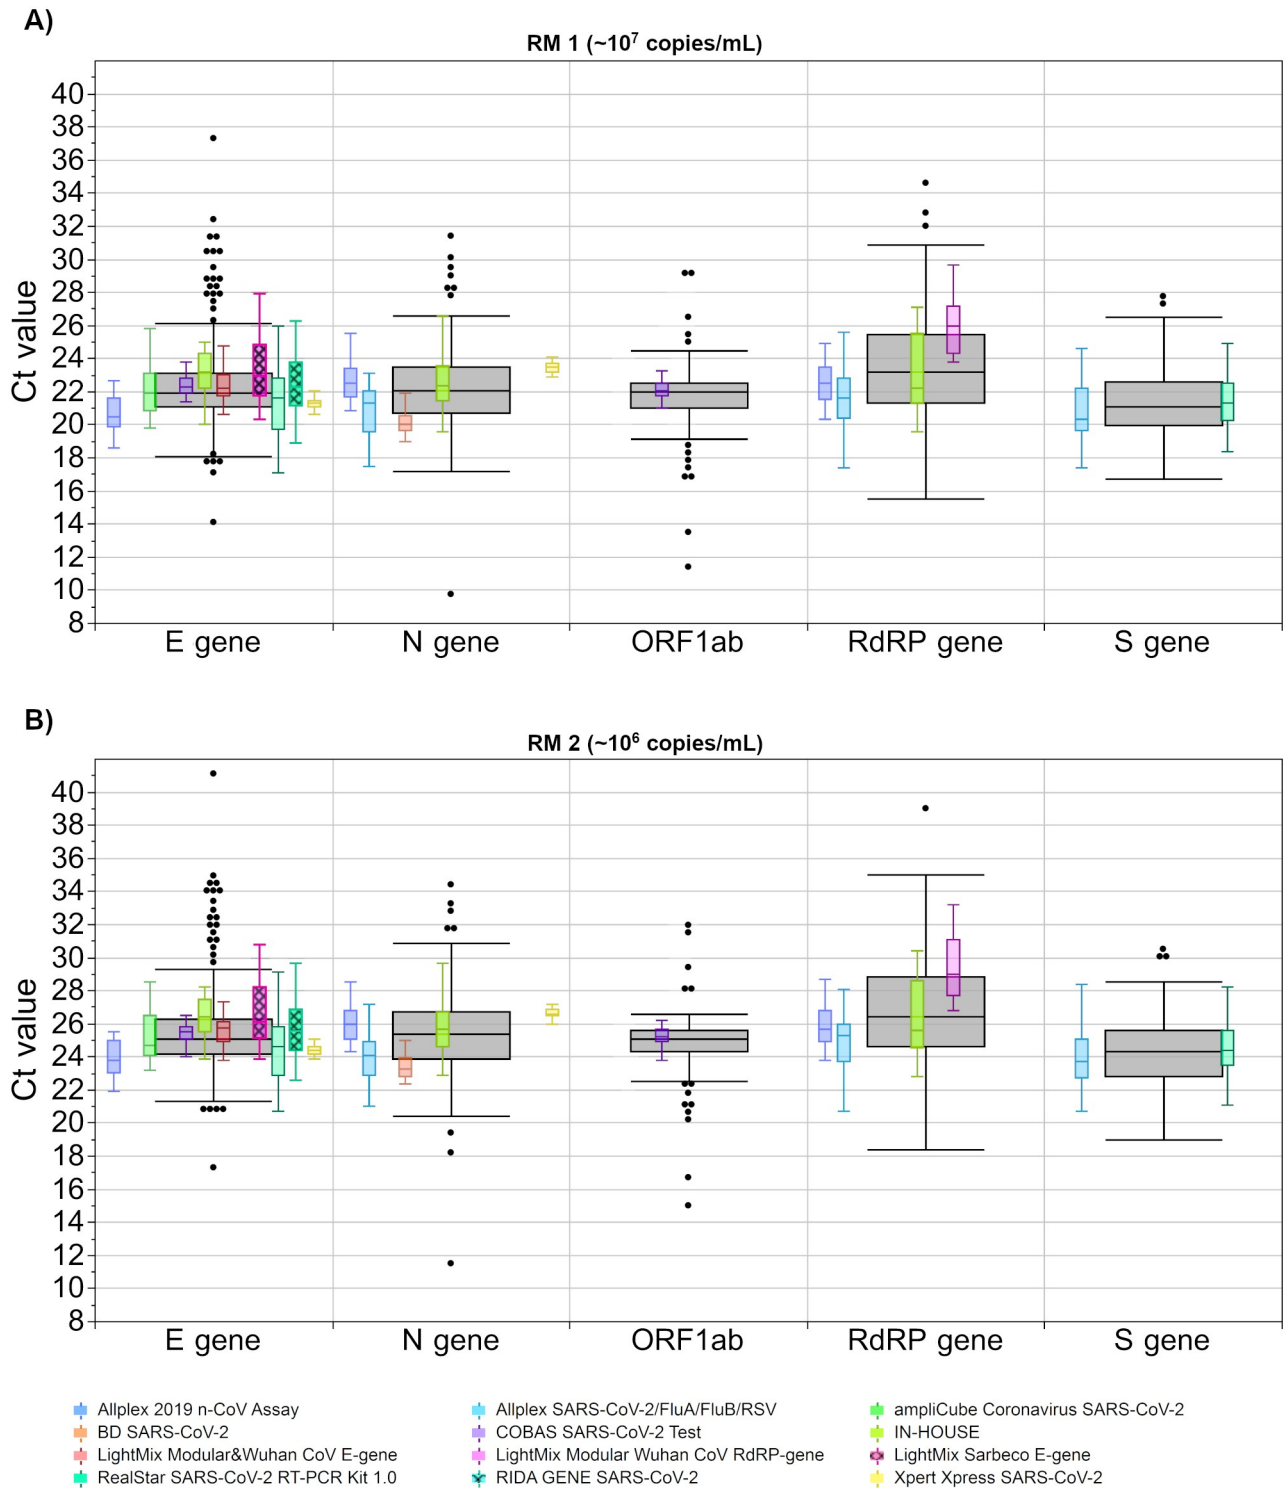 A)
RM 1 (~10⁷ copies/mL)
Ct value
40
38
36
34
32
30
28
26
24
22
20
18
16
14
12
10
8
E gene N gene ORF1ab RdRP gene S gene
B)
RM 2 (~10⁶ copies/mL)
Ct value
40
38
36
34
32
30
28
26
24
22
20
18
16
14
12
10
8
E gene N gene ORF1ab RdRP gene S gene
Allplex 2019 n-CoV Assay Allplex SARS-CoV-2/FluA/FluB/RSV ampliCube Coronavirus SARS-CoV-2
BD SARS-CoV-2 COBAS SARS-CoV-2 Test IN-HOUSE
LightMix Modular&Wuhan CoV E-gene LightMix Modular Wuhan CoV RdRP-gene LightMix Sarbeco E-gene
RealStar SARS-CoV-2 RT-PCR Kit 1.0 RIDA GENE SARS-CoV-2 Xpert Xpress SARS-CoV-2